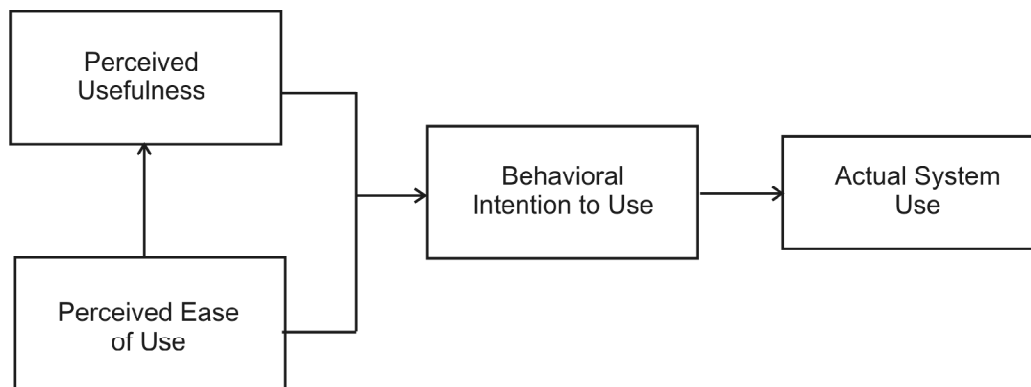 Perceived
Usefulness
Behavioral
Intention to Use
Actual System
Use
Perceived Ease
of Use